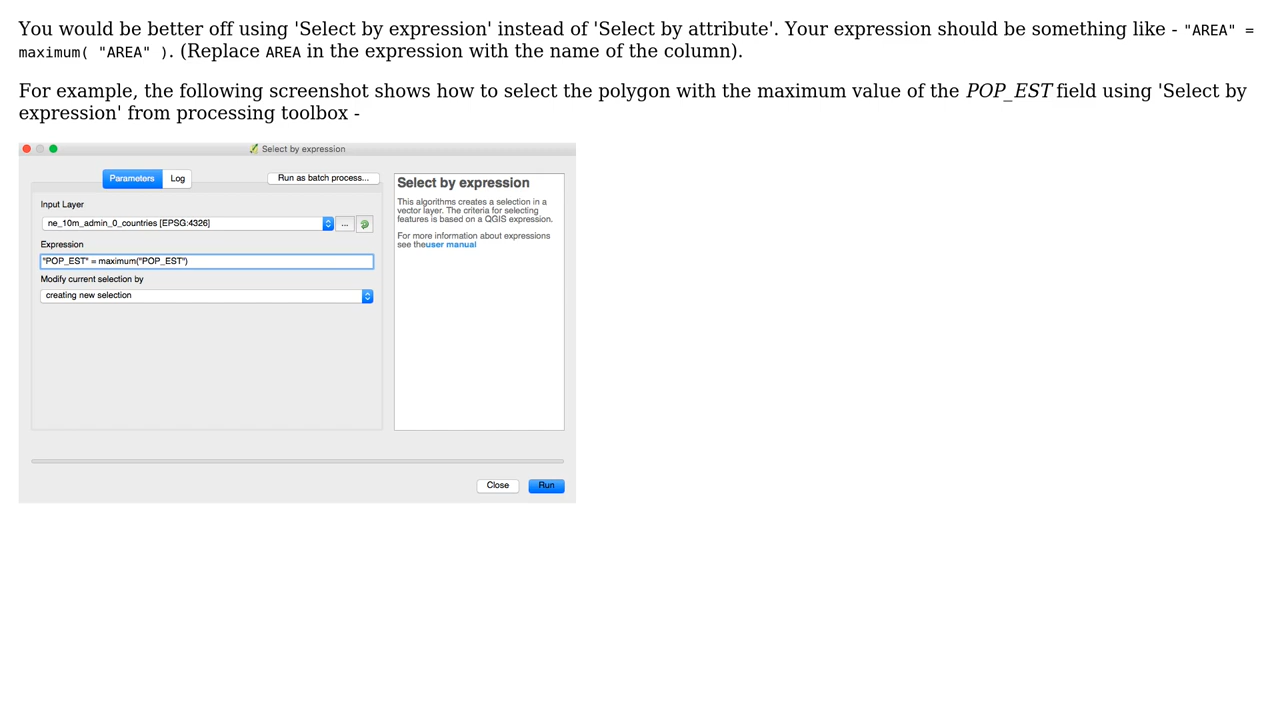 You would be better off using 'Select by expression' instead of 'Select by attribute'. Your expression should be something like - "AREA" =
maximum( "AREA" ). (Replace AREA in the expression with the name of the column).
For example, the following screenshot shows how to select the polygon with the maximum value of the POP_EST field using 'Select by
expression' from processing toolbox -
Select by expression
Parameters
Log
Run as batch process...
Input Layer
ne_10m_admin_0_countries [EPSG:4326]
...
Expression
"POP_EST" = maximum("POP_EST")
Modify current selection by
creating new selection
Select by expression
This algorithms creates a selection in a
vector layer. The criteria for selecting
features is based on a QGIS expression.
For more information about expressions
see theuser manual
Close
Run